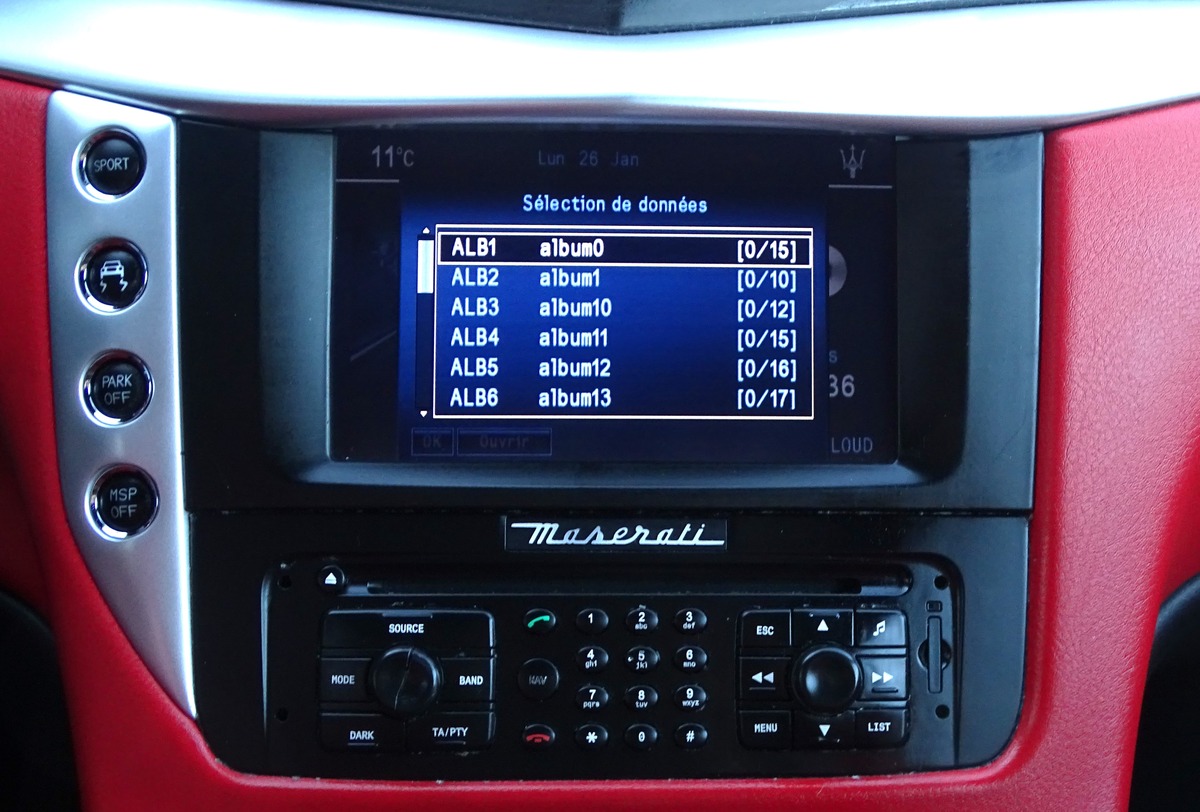 11°C Lun 26 Jan
Sélection de données
ALB1 album0 [0/15]
ALB2 album1 [0/10]
ALB3 album10 [0/12]
ALB4 album11 [0/15]
ALB5 album12 [0/16]
ALB6 album13 [0/17]
OK Ouvrir
LOUD
SPORT
PARK
OFF
MSP
OFF
Maserati
SOURCE
MODE BAND
DARK TA/PTY
1 2 abc 3 def
4 ghi 5 jkl 6 mno
NAV
7 pqrs 8 tuv 9 wxyz
* 0 #
ESC
MENU LIST